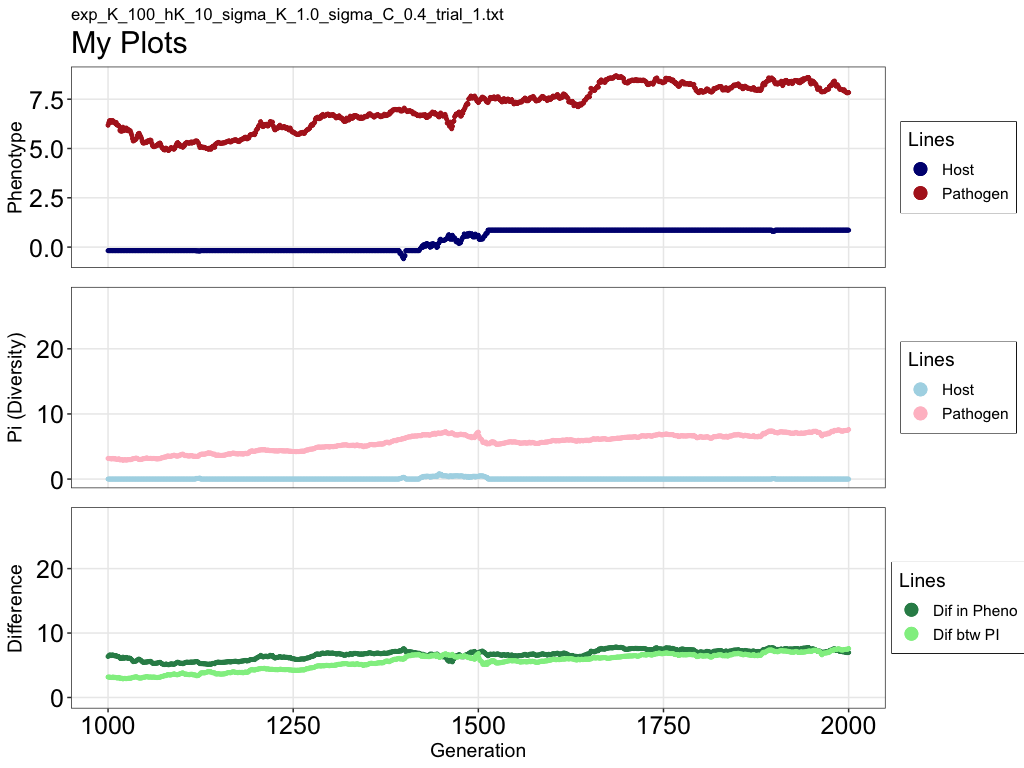 exp_K_100_hK_10_sigma_K_1.0_sigma_C_0.4_trial_1.txt
My Plots
Phenotype
7.5
5.0
2.5
0.0
Lines
Host
Pathogen
Pi (Diversity)
20
10
0
Lines
Host
Pathogen
Difference
20
10
0
Lines
Dif in Pheno
Dif btw PI
1000 1250 1500 1750 2000
Generation